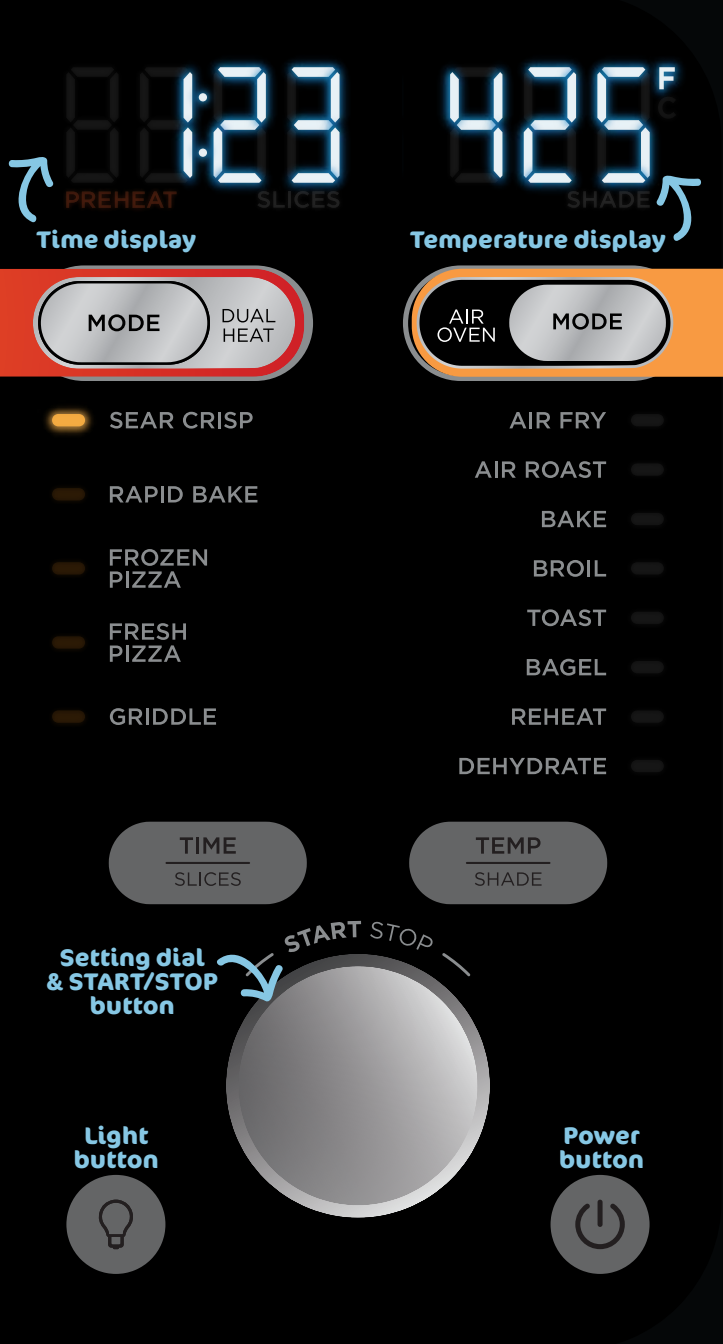 1:23
425
F
C
PREHEAT
SLICES
SHADE
Time display
Temperature display
MODE
DUAL
HEAT
AIR
OVEN
MODE
SEAR CRISP
RAPID BAKE
FROZEN
PIZZA
FRESH
PIZZA
GRIDDLE
AIR FRY
AIR ROAST
BAKE
BROIL
TOAST
BAGEL
REHEAT
DEHYDRATE
TIME
SLICES
TEMP
SHADE
START STOP
Setting dial
& START/STOP
button
Light
button
Power
button